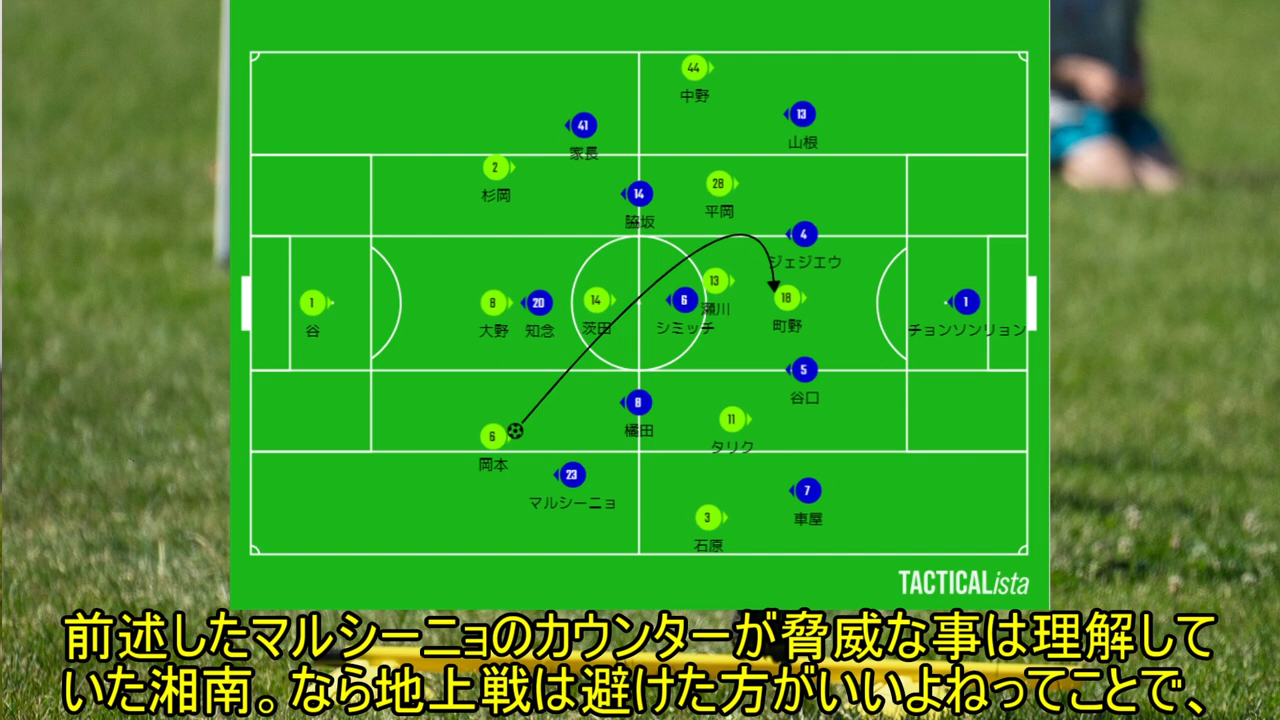 44
中野
13
山根
41
家長
2
杉岡
28
平岡
14
脇坂
4
ジェジエウ
13
瀬川
1
谷
8
大野
20
知念
14
茨田
6
シミッチ
18
町野
1
チョンソンリョン
5
谷口
8
橘田
11
タリク
6
岡本
23
マルシーニョ
7
車屋
3
石原
TACTICALista
前述したマルシーニョのカウンターが脅威な事は理解して
いた湘南。なら地上戦は避けた方がいいよねってことで、